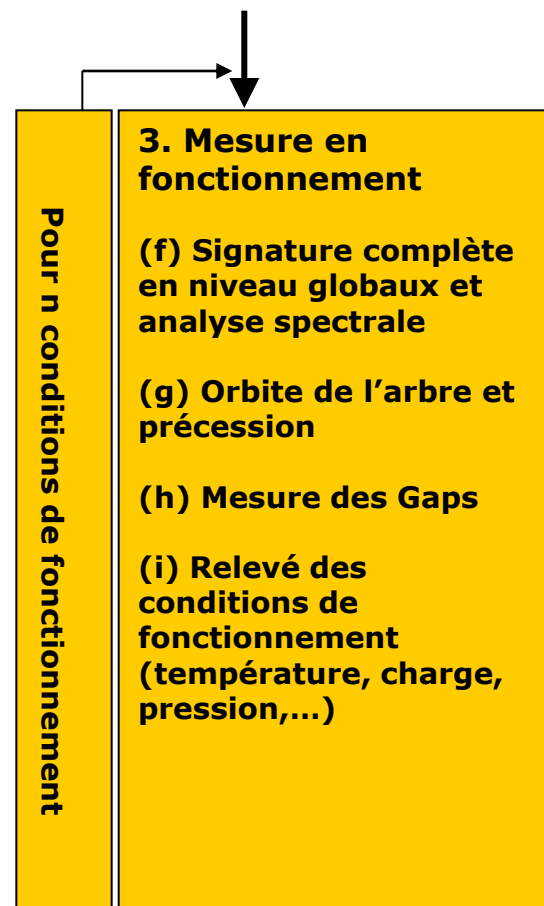 Pour n conditions de fonctionnement
3. Mesure en
fonctionnement
(f) Signature complète
en niveau globaux et
analyse spectrale
(g) Orbite de l’arbre et
précession
(h) Mesure des Gaps
(i) Relevé des
conditions de
fonctionnement
(température, charge,
pression,...)